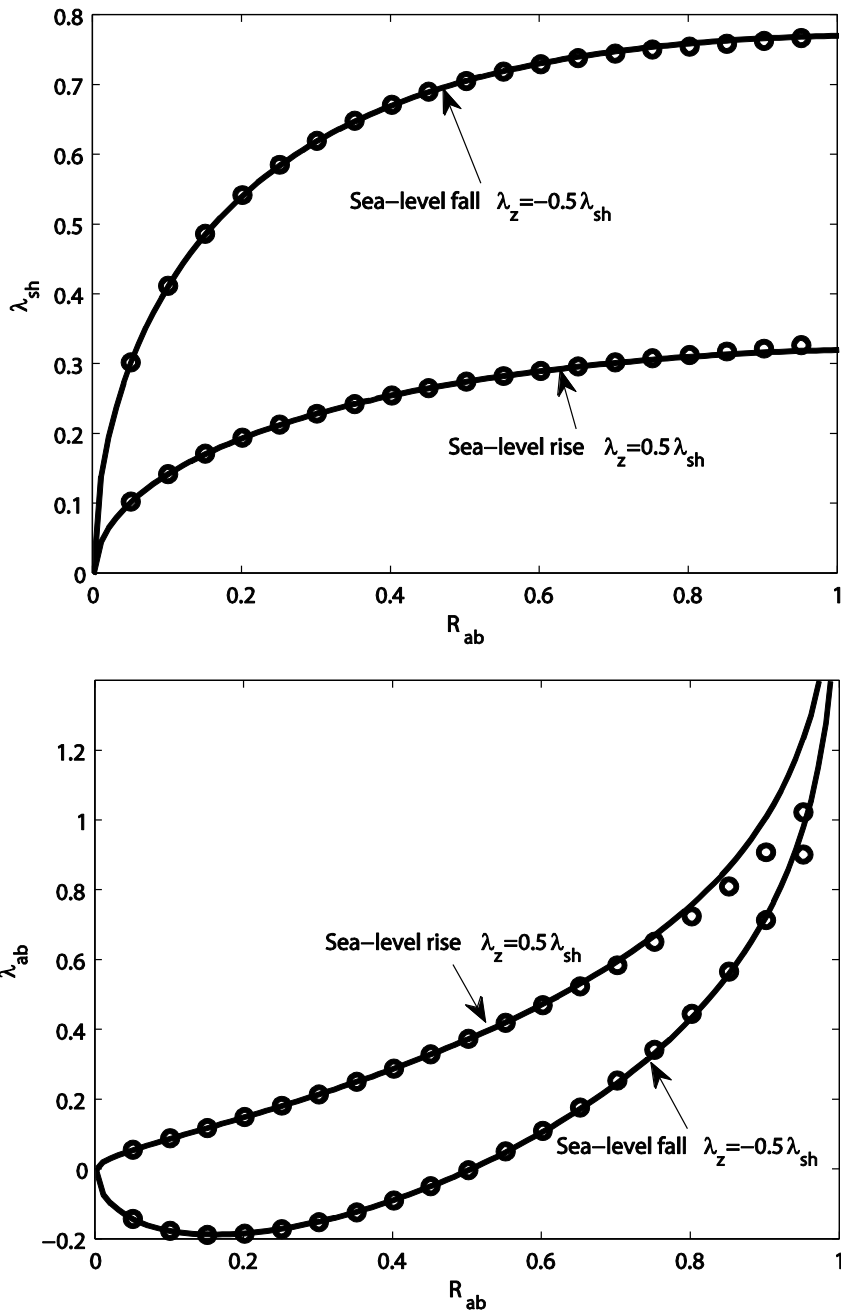 0.8
0.7
0.6
0.5
0.4
0.3
0.2
0.1
0
λsh
Sea-level fall λz=-0.5λsh
Sea-level rise λz=0.5λsh
0 0.2 0.4 0.6 0.8 1
Rab
1.2
1
0.8
0.6
0.4
0.2
0
−0.2
λab
Sea-level rise λz=0.5λsh
Sea-level fall λz=-0.5λsh
0 0.2 0.4 0.6 0.8 1
Rab